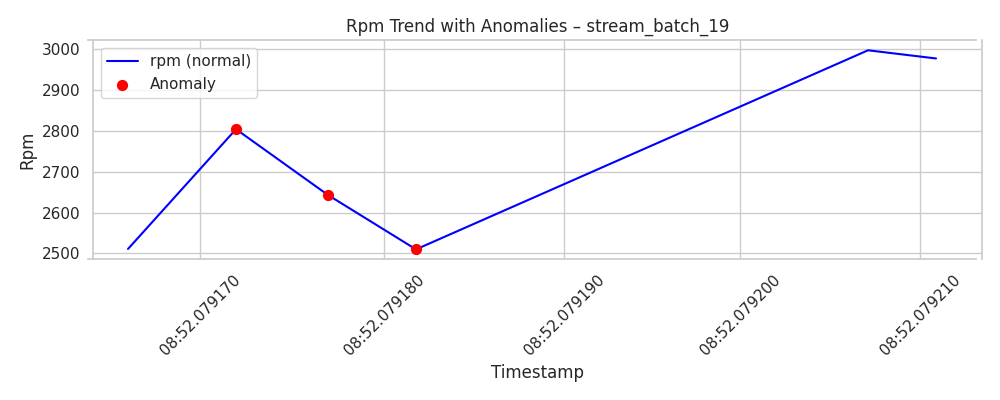 Rpm Trend with Anomalies – stream_batch_19
rpm (normal)
Anomaly
3000
2900
2800
2700
2600
2500
Rpm
08:52.079170
08:52.079180
08:52.079190
08:52.079200
08:52.079210
Timestamp